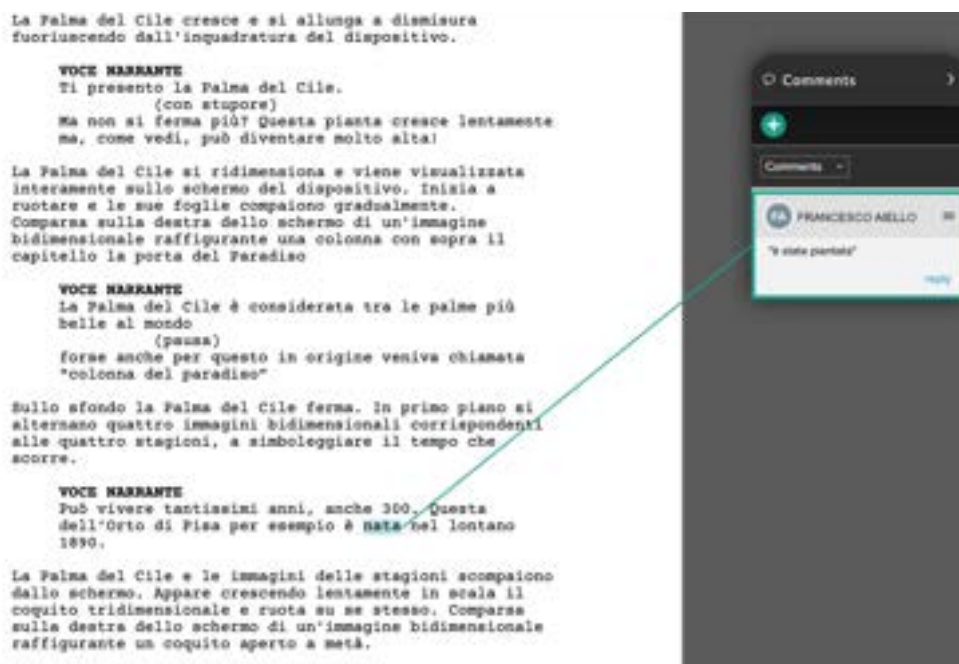 La Palma del Cile cresce e si allunga a dismisura
fuoriuscendo dall'inquadratura del dispositivo.
VOCE NARRANTE
Ti presento la Palma del Cile.
(con stupore)
Ma non si ferma più? Questa pianta cresce lentamente
ma, come vedi, può diventare molto alta!
La Palma del Cile si ridimensiona e viene visualizzata
interamente sullo schermo del dispositivo. Inizia a
ruotare e le sue foglie compaiono gradualmente.
Comparsa sulla destra dello schermo di un'immagine
bidimensionale raffigurante una colonna con sopra il
capitello la porta del Paradiso
VOCE NARRANTE
La Palma del Cile è considerata tra le palme più
belle al mondo
(pausa)
forse anche per questo in origine veniva chiamata
"colonna del paradiso"
Sullo sfondo la Palma del Cile ferma. In primo piano si
alternano quattro immagini bidimensionali corrispondenti
alle quattro stagioni, a simboleggiare il tempo che
scorre.
VOCE NARRANTE
Può vivere tantissimi anni, anche 300. Questa
dell'Orto di Pisa per esempio è nata nel lontano
1890.
La Palma del Cile e le immagini delle stagioni scompaiono
dallo schermo. Appare crescendo lentamente in scala il
coquito tridimensionale e ruota su se stesso. Comparsa
sulla destra dello schermo di un'immagine bidimensionale
raffigurante un coquito aperto a metà.
Comments
Comments
FA FRANCESCO AIELLO
"è stata piantata"
reply